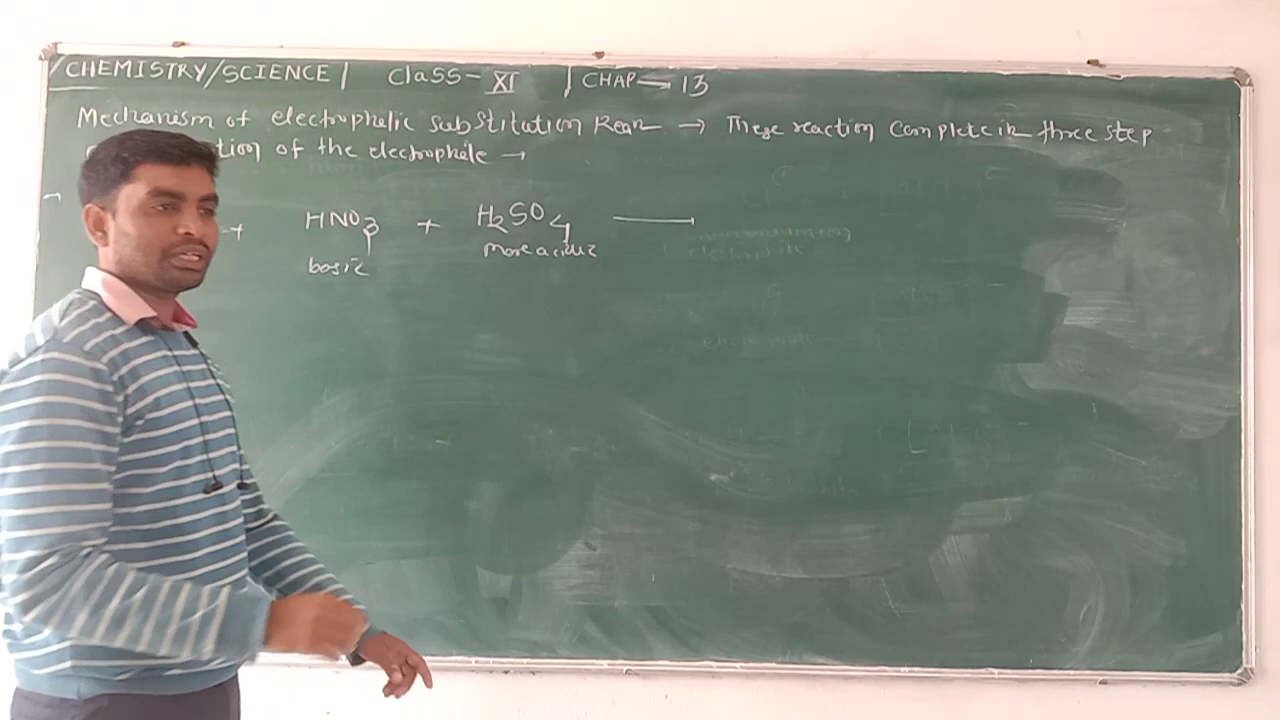 CHEMISTRY/SCIENCE | Class-XI | CHAP → 13
Mechanism of electrophelic substitution Rean → These reaction complete in three step
tion of the electrophile →
+ HNO3 + H2SO4 →
basic more acidic